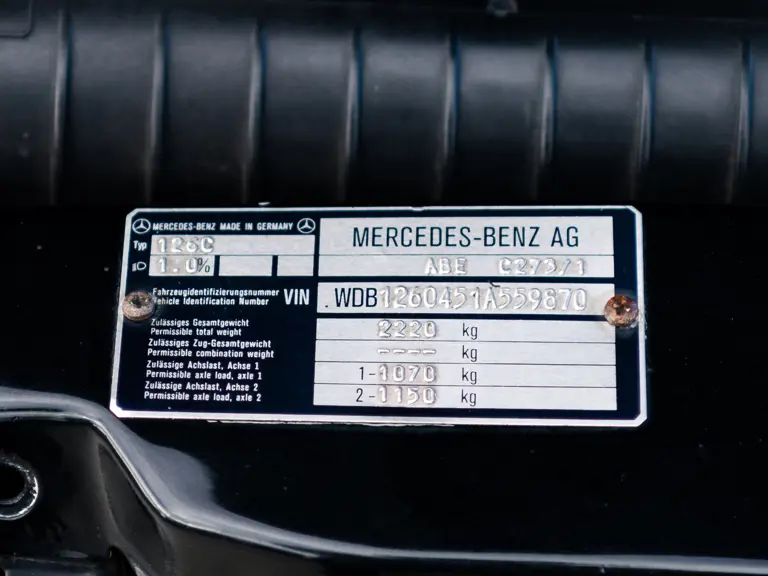 MERCEDES-BENZ MADE IN GERMANY
Typ 126C
1.0%
MERCEDES-BENZ AG
ABE C273/1
Fahrzeugidentifizierungsnummer
Vehicle Identification Number VIN .WDB1260451A559870
Zulässiges Gesamtgewicht
Permissible total weight 2220 kg
Zulässiges Zug-Gesamtgewicht
Permissible combination weight ---- kg
Zulässige Achslast, Achse 1
Permissible axle load, axle 1 1-1070 kg
Zulässige Achslast, Achse 2
Permissible axle load, axle 2 2-1150 kg